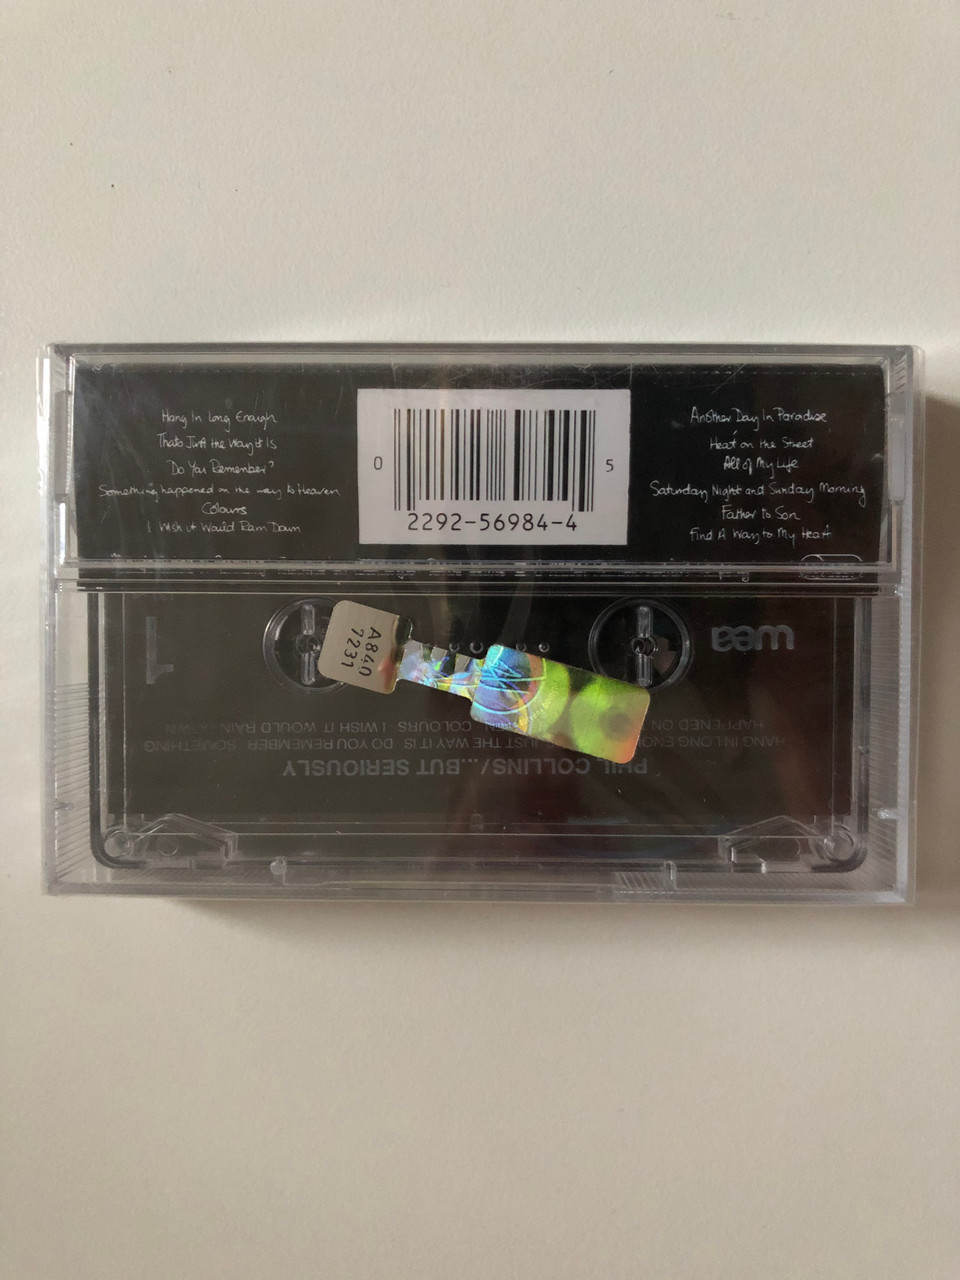 Hang In Long Enough
Thats Just the Way it Is
Do You Remember?
Something happened on the way to Heaven
Colours
I Wish it Would Rain Down
0
5
2292-56984-4
Another Day In Paradise
Heat on the Street
All of My Life
Saturday Night and Sunday Morning
Father to Son
Find A Way to My Heart
A840
7231
1
wea
PHIL COLLINS/...BUT SERIOUSLY
HANG IN LONG JUST THE WAY IT IS DO YOU REMEMBER SOMETHING
HAPPENED ON COLOURS I WISH IT WOULD RAIN DOWN